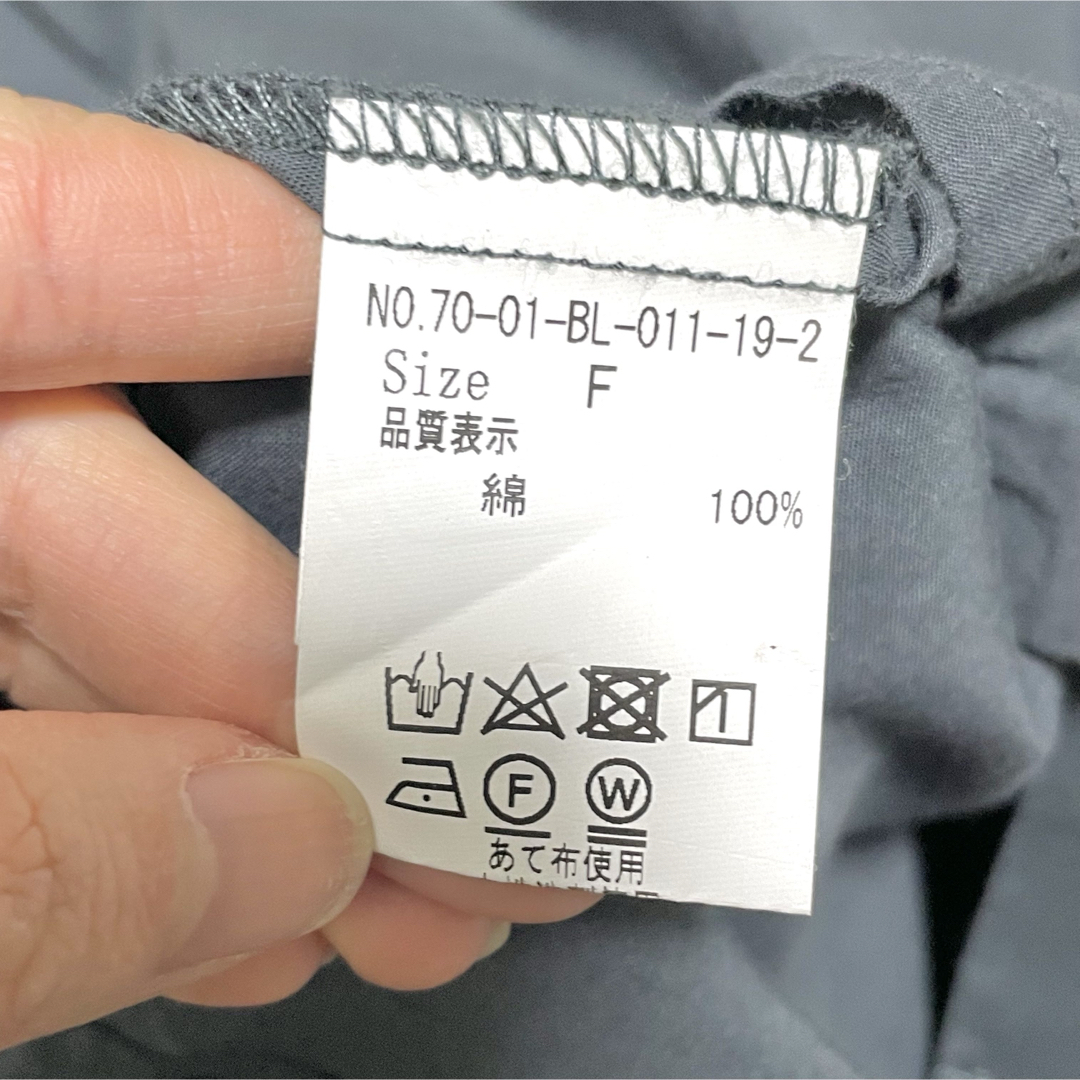 NO.70-01-BL-011-19-2
Size F
品質表示
綿 100%
F W
あて布使用